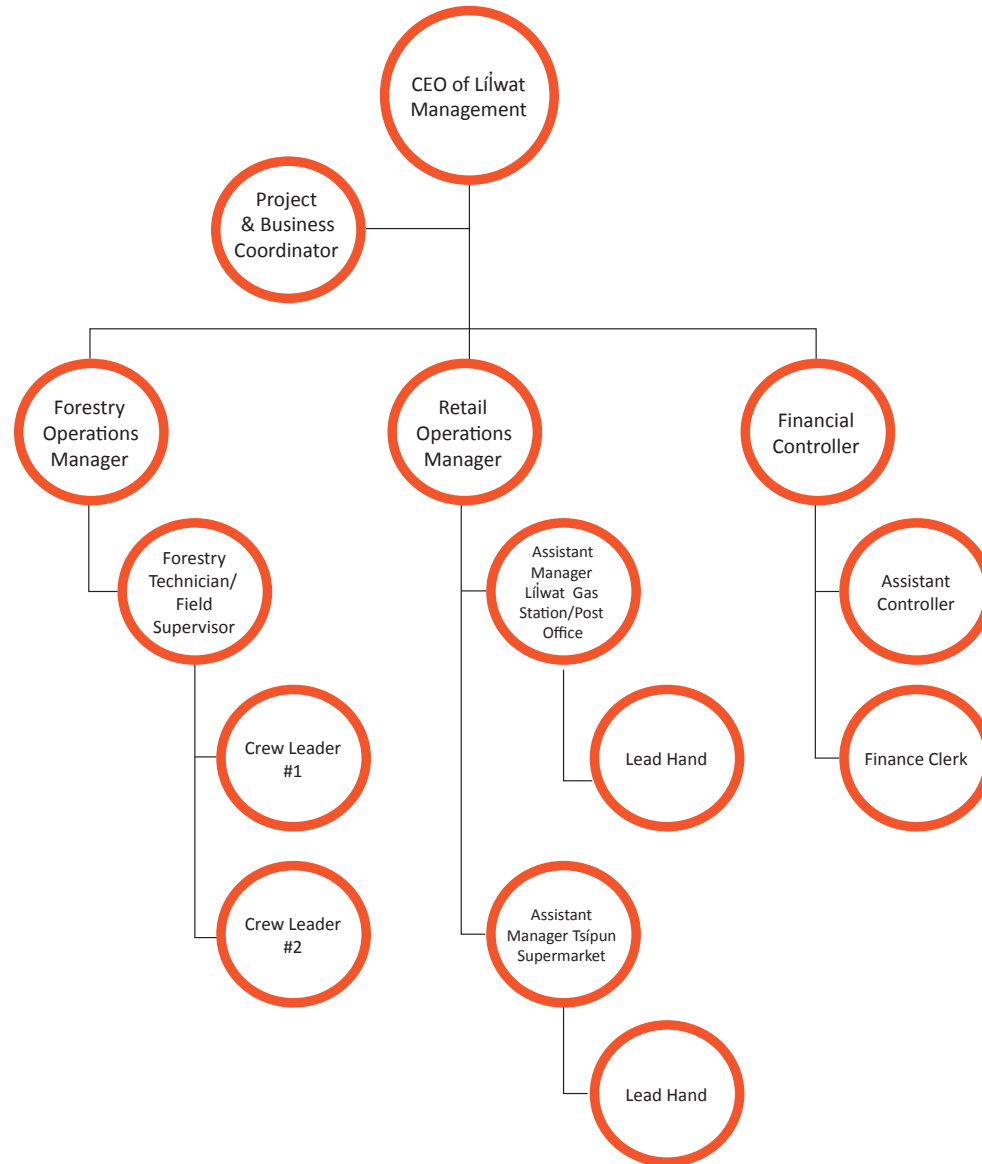 CEO of Líl̓wat
Management
Project
& Business
Coordinator
Forestry
Operations
Manager
Retail
Operations
Manager
Financial
Controller
Forestry
Technician/
Field
Supervisor
Assistant
Manager
Líl̓wat Gas
Station/Post
Office
Assistant
Controller
Crew Leader
#1
Lead Hand
Finance Clerk
Crew Leader
#2
Assistant
Manager Tsípun
Supermarket
Lead Hand